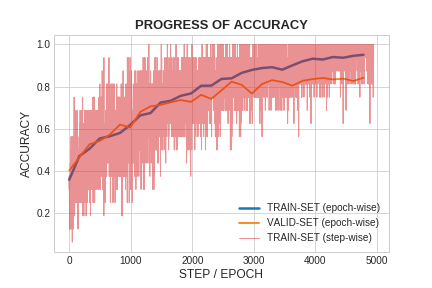 PROGRESS OF ACCURACY
1.0
0.8
0.6
0.4
0.2
ACCURACY
TRAIN-SET (epoch-wise)
VALID-SET (epoch-wise)
TRAIN-SET (step-wise)
0 1000 2000 3000 4000 5000
STEP / EPOCH